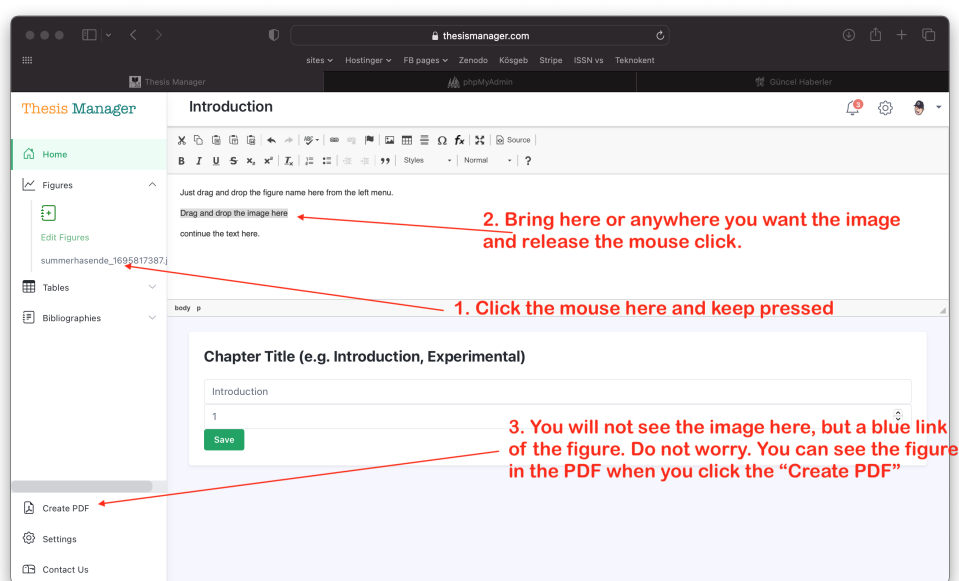 thesismanager.com
sites Hostinger FB pages Zenodo Kösgeb Stripe ISSN vs Teknokent
Thesis Manager phpMyAdmin Güncel Haberler
Thesis Manager
Introduction
3
Source
B I U S x₂ x² Iₓ Styles Normal ?
Home
Figures
Edit Figures
summerhasende_1695817387.j
Tables
Bibliographies
Just drag and drop the figure name here from the left menu.
Drag and drop the image here
continue the text here.
2. Bring here or anywhere you want the image
and release the mouse click.
1. Click the mouse here and keep pressed
body p
Chapter Title (e.g. Introduction, Experimental)
Introduction
1
Save
3. You will not see the image here, but a blue link
of the figure. Do not worry. You can see the figure
in the PDF when you click the “Create PDF”
Create PDF
Settings
Contact Us